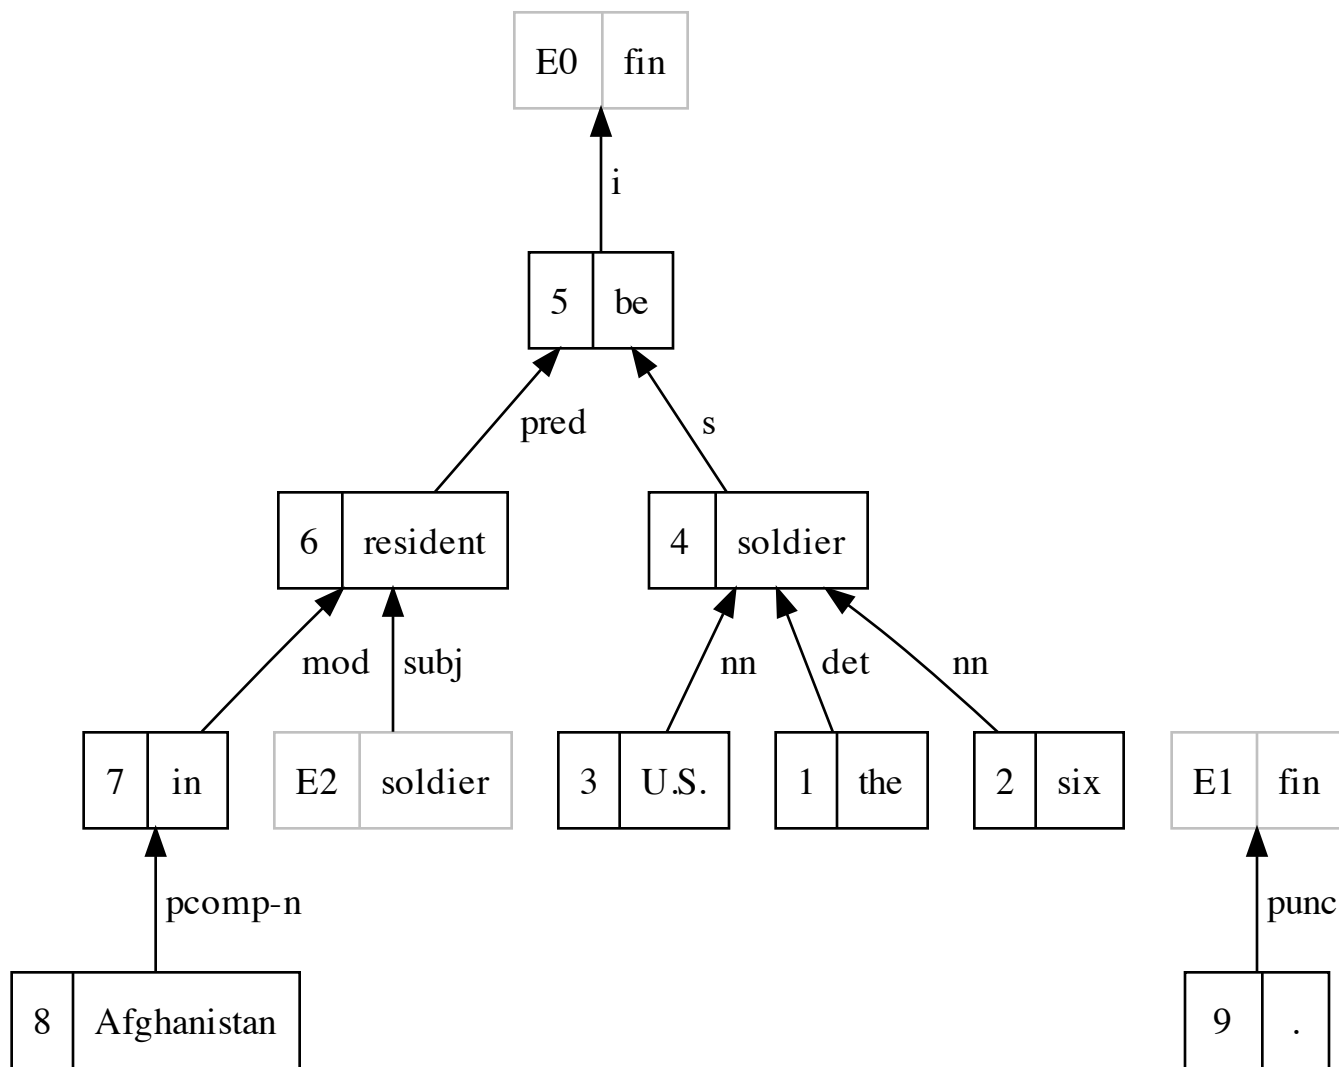 E0 fin
i
5 be
pred s
6 resident 4 soldier
mod subj nn det nn
7 in E2 soldier 3 U.S. 1 the 2 six E1 fin
pcomp-n punc
8 Afghanistan 9 .